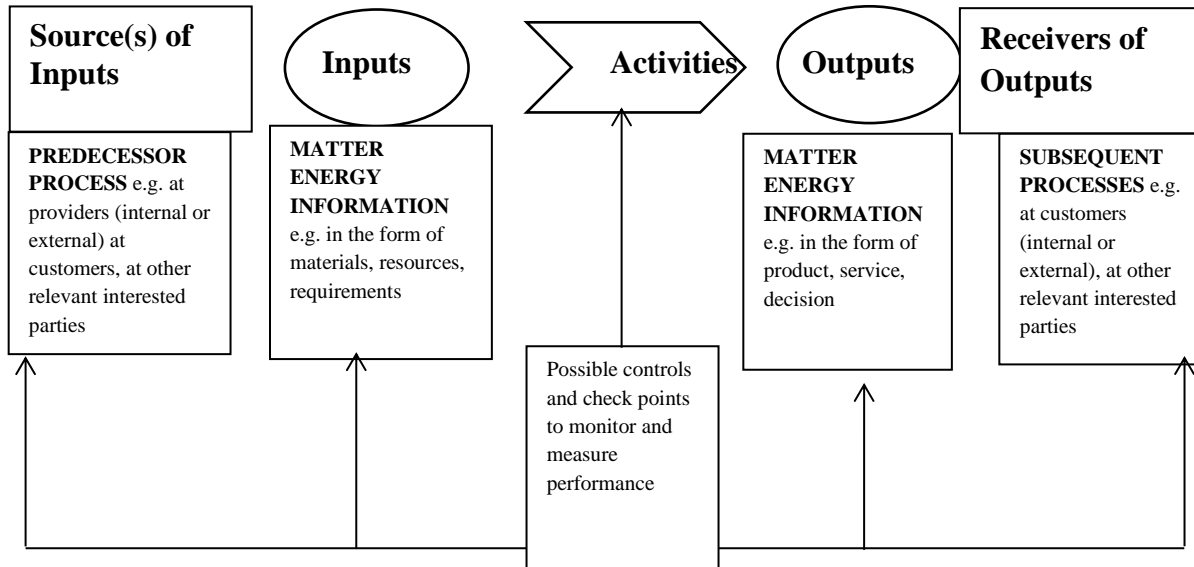 Source(s) of
Inputs
Inputs
Activities
Outputs
Receivers of
Outputs
PREDECESSOR
PROCESS e.g. at
providers (internal or
external) at
customers, at other
relevant interested
parties
MATTER
ENERGY
INFORMATION
e.g. in the form of
materials, resources,
requirements
Possible controls
and check points
to monitor and
measure
performance
MATTER
ENERGY
INFORMATION
e.g. in the form of
product, service,
decision
SUBSEQUENT
PROCESSES e.g.
at customers
(internal or
external), at other
relevant interested
parties